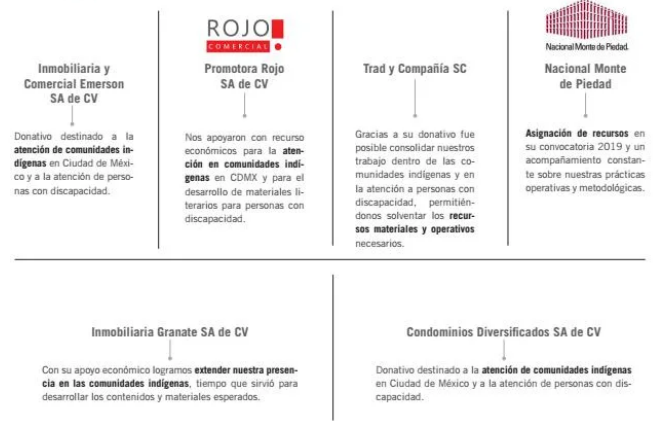 ROJO!
COMERCIAL
Nacional Monte de Piedad.
Inmobiliaria y
Comercial Emerson
SA de CV
Donativo destinado a la
atención de comunidades in-
dígenas en Ciudad de Méxi-
co y a la atención de perso-
nas con discapacidad.
Promotora Rojo
SA de CV
Nos apoyaron con recurso
económicos para la aten-
ción en comunidades indí-
genas en CDMX y para el
desarrollo de materiales li-
terarios para personas con
discapacidad.
Trad y Compañía SC
Gracias a su donativo fue
posible consolidar nuestros
trabajo dentro de las co-
munidades indígenas y en
la atención a personas con
discapacidad, permitién-
donos solventar los recur-
sos materiales y operativos
necesarios.
Nacional Monte
de Piedad
Asignación de recursos en
su convocatoria 2019 y un
acompañamiento constan-
te sobre nuestras prácticas
operativas y metodológicas.
Inmobiliaria Granate SA de CV
Con su apoyo económico logramos extender nuestra presen-
cia en las comunidades indígenas, tiempo que sirvió para
desarrollar los contenidos y materiales esperados.
Condominios Diversificados SA de CV
Donativo destinado a la atención de comunidades indígenas
en Ciudad de México y a la atención de personas con dis-
capacidad.